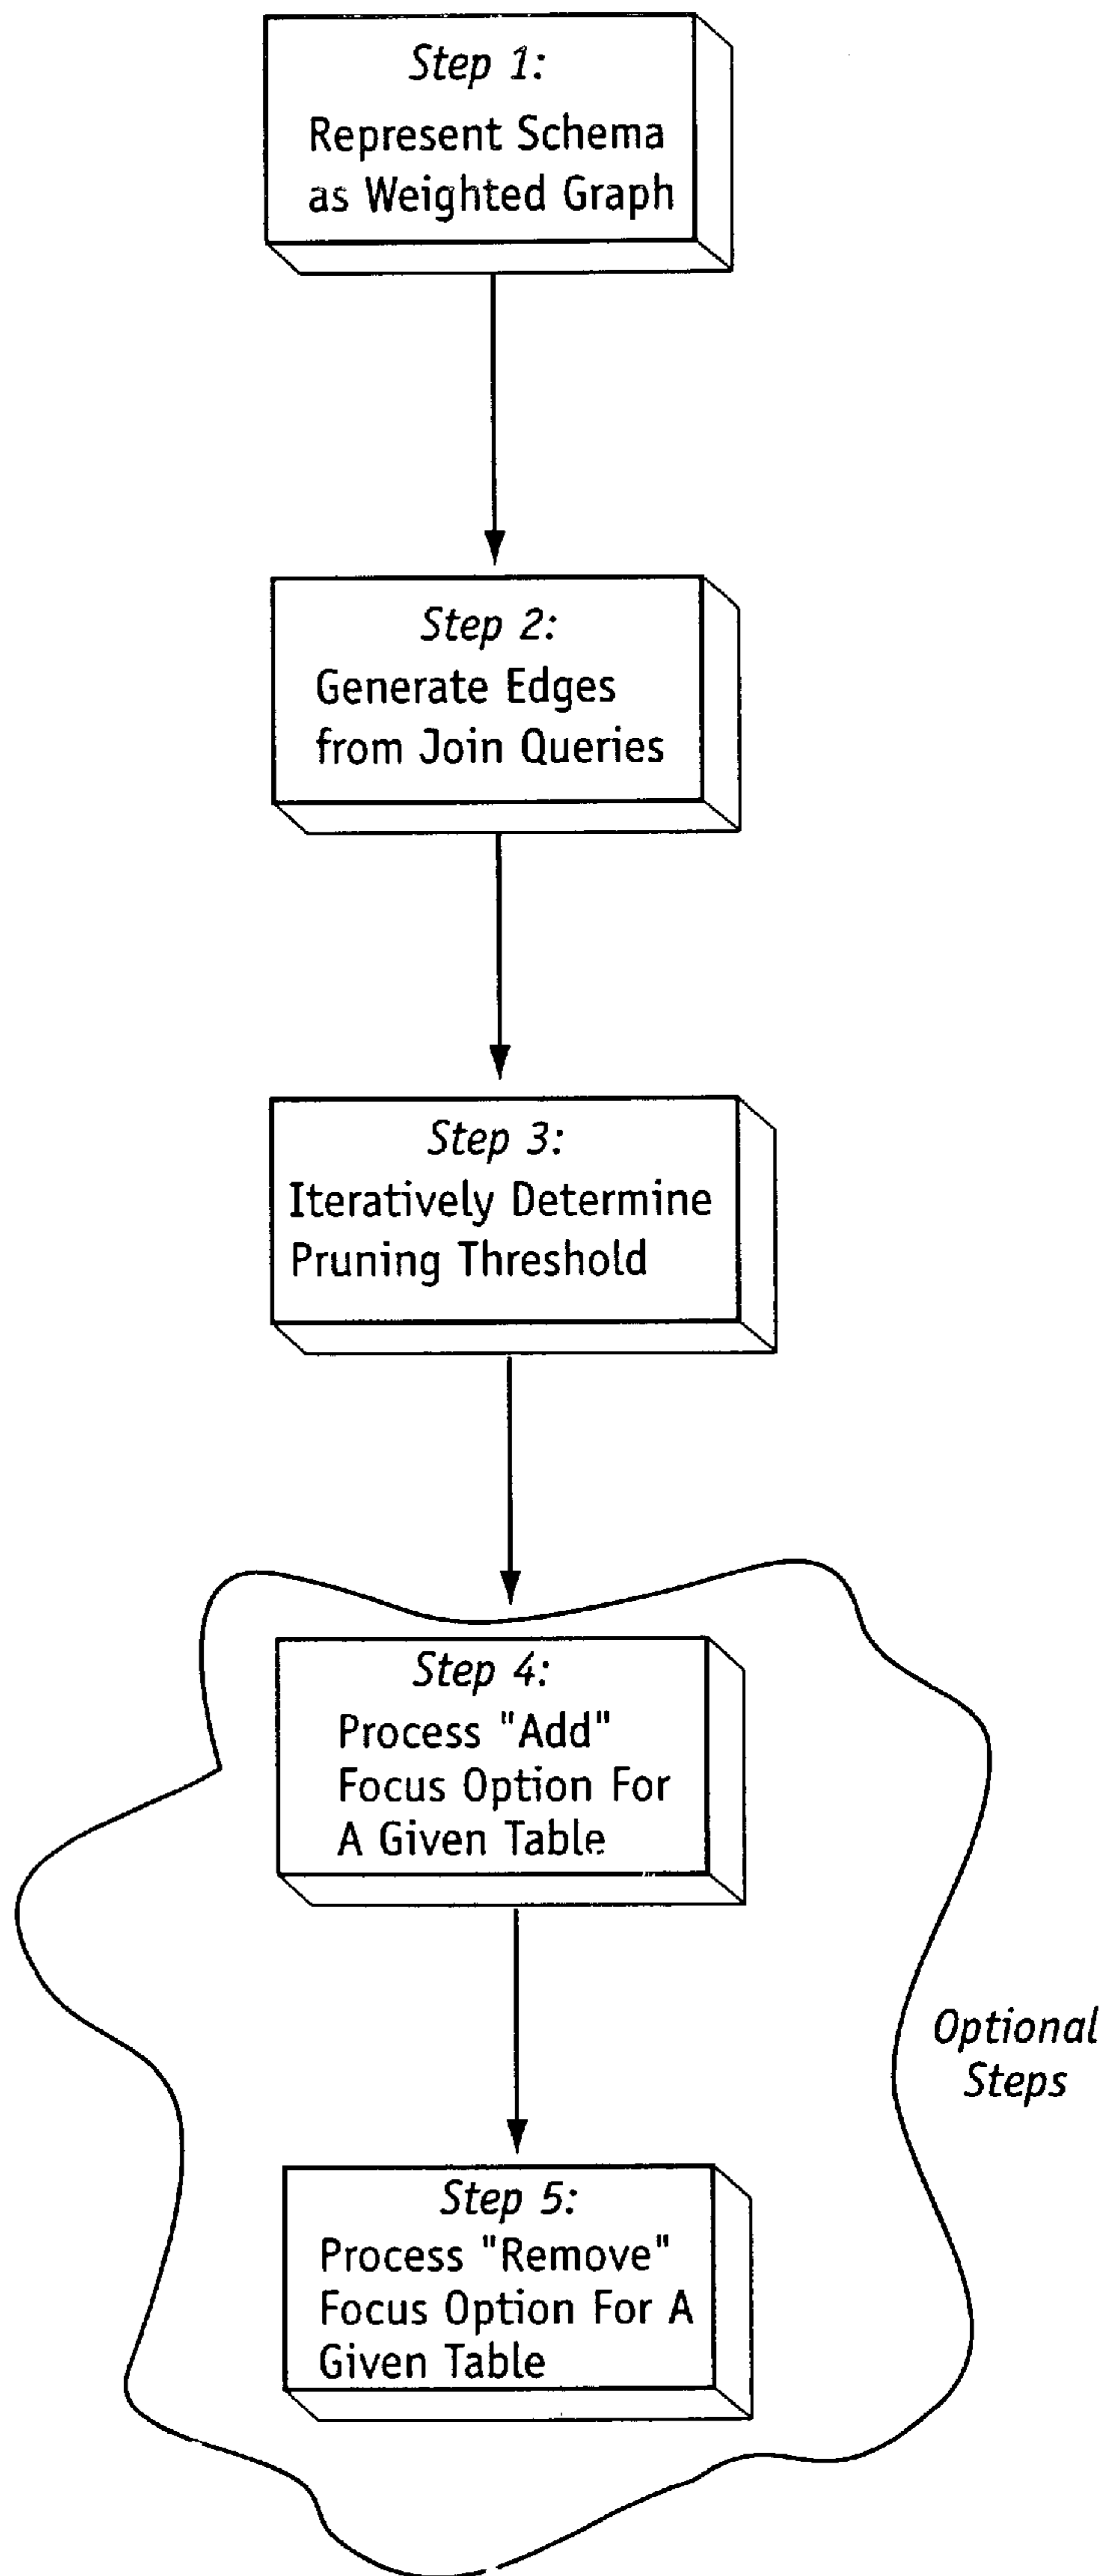 Step 1:
Represent Schema
as Weighted Graph
Step 2:
Generate Edges
from Join Queries
Step 3:
Iteratively Determine
Pruning Threshold
Step 4:
Process "Add"
Focus Option For
A Given Table
Optional
Steps
Step 5:
Process "Remove"
Focus Option For A
Given Table